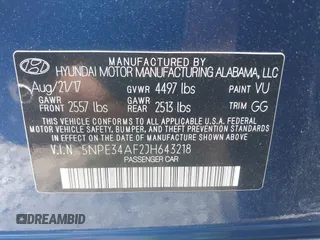 MANUFACTURED BY
HYUNDAI MOTOR MANUFACTURING ALABAMA, LLC
Aug/21/17 GVWR 4497 lbs PAINT VU
GAWR FRONT 2557 lbs GAWR REAR 2513 lbs TRIM GG
THIS VEHICLE CONFORMS TO ALL APPLICABLE
U.S. FEDERAL MOTOR VEHICLE SAFETY, BUMPER,
AND THEFT PREVENTION STANDARDS IN EFFECT
ON THE DATE OF MANUFACTURE SHOWN ABOVE.
V.I.N : 5NPE34AF2JH643218
TYPE : PASSENGER CAR
DREAMBID